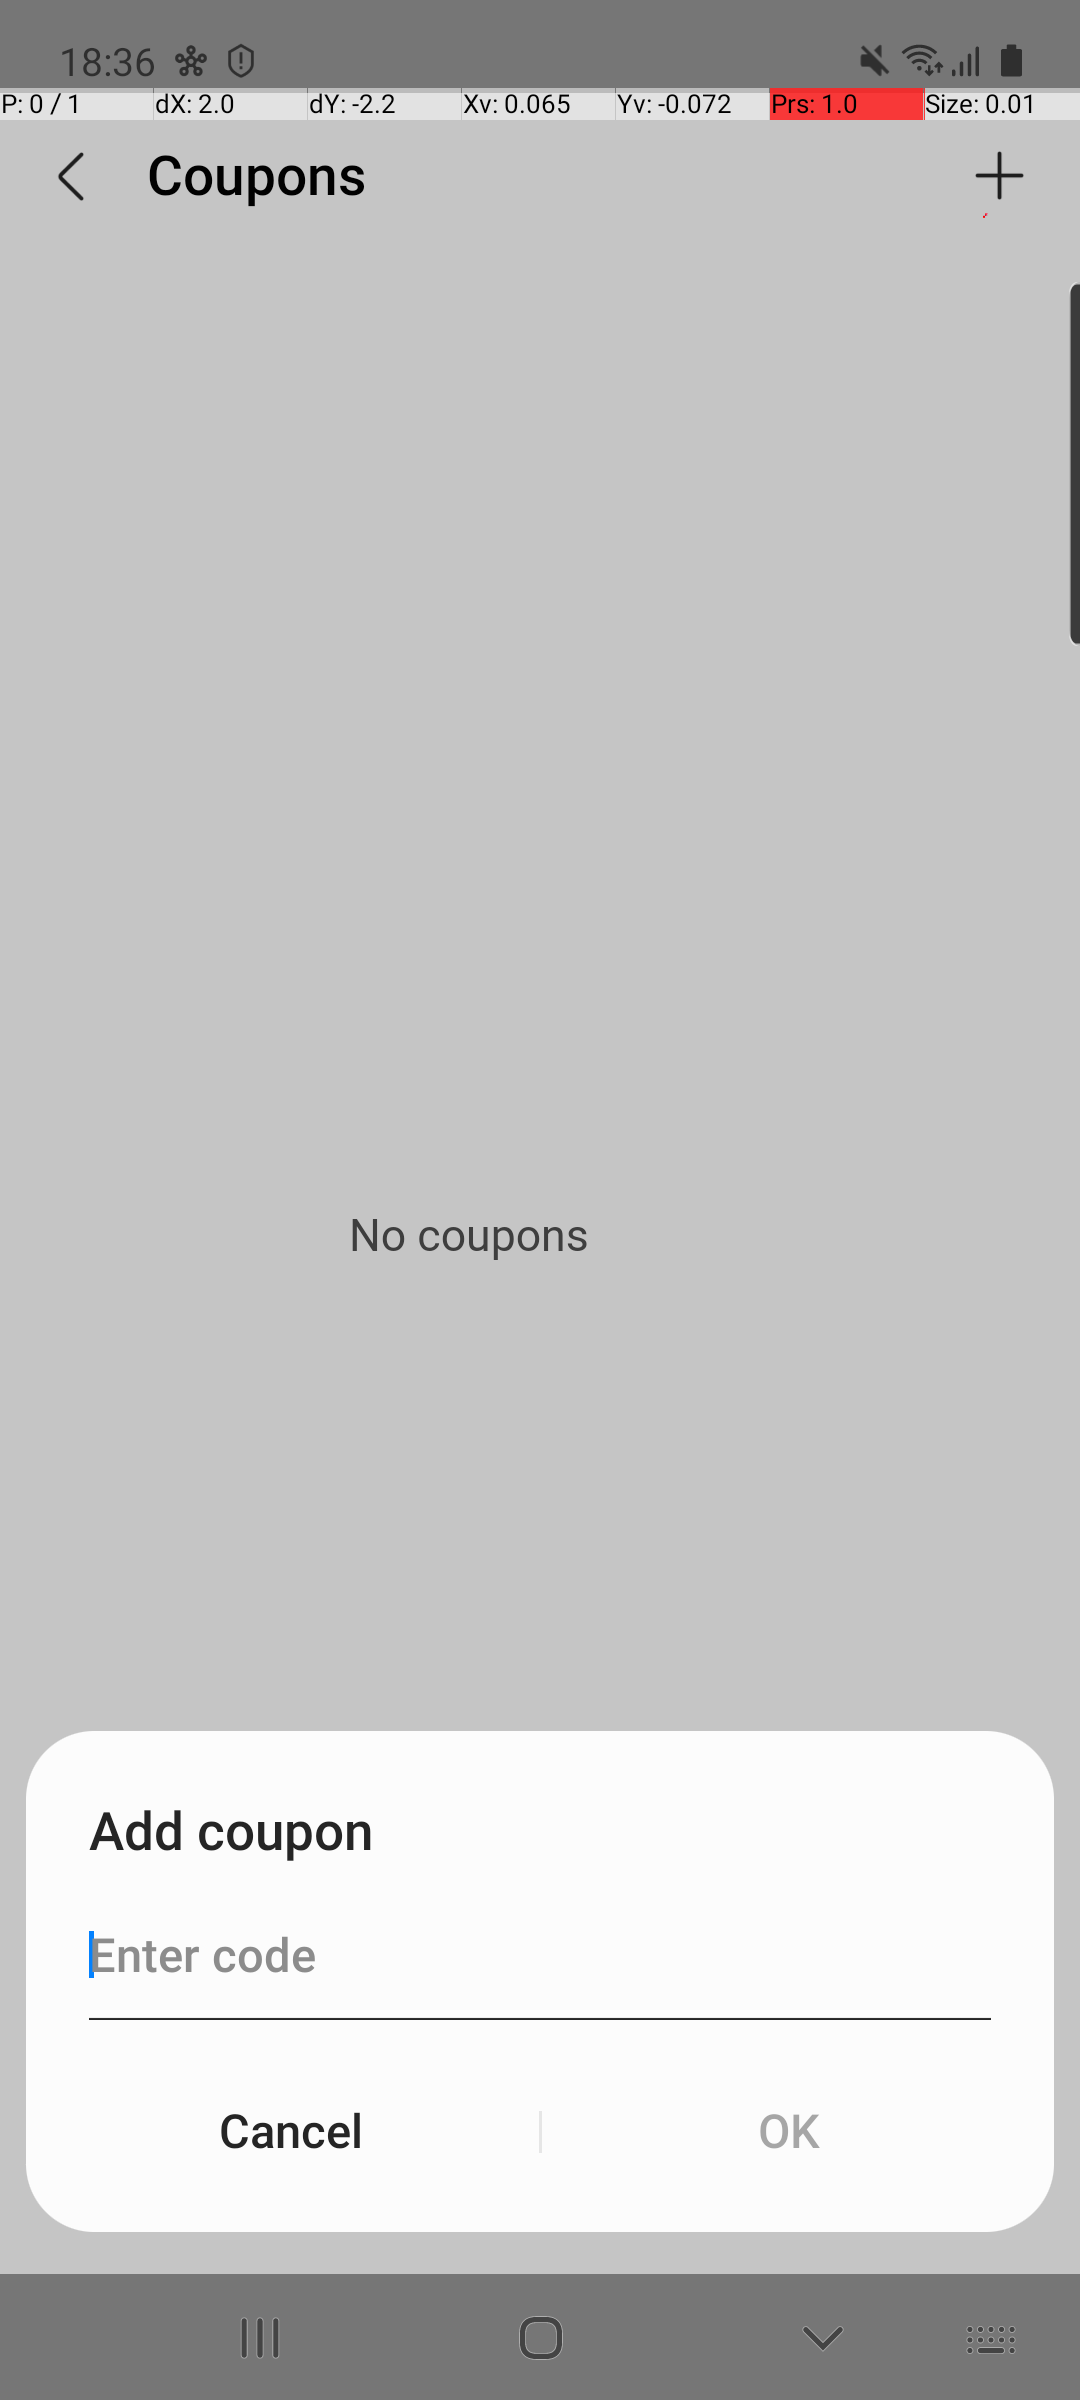 18:36
P: 0 / 1 dX: 2.0 dY: -2.2 Xv: 0.065 Yv: -0.072 Prs: 1.0 Size: 0.01
Coupons
No coupons
Add coupon
Enter code
Cancel OK